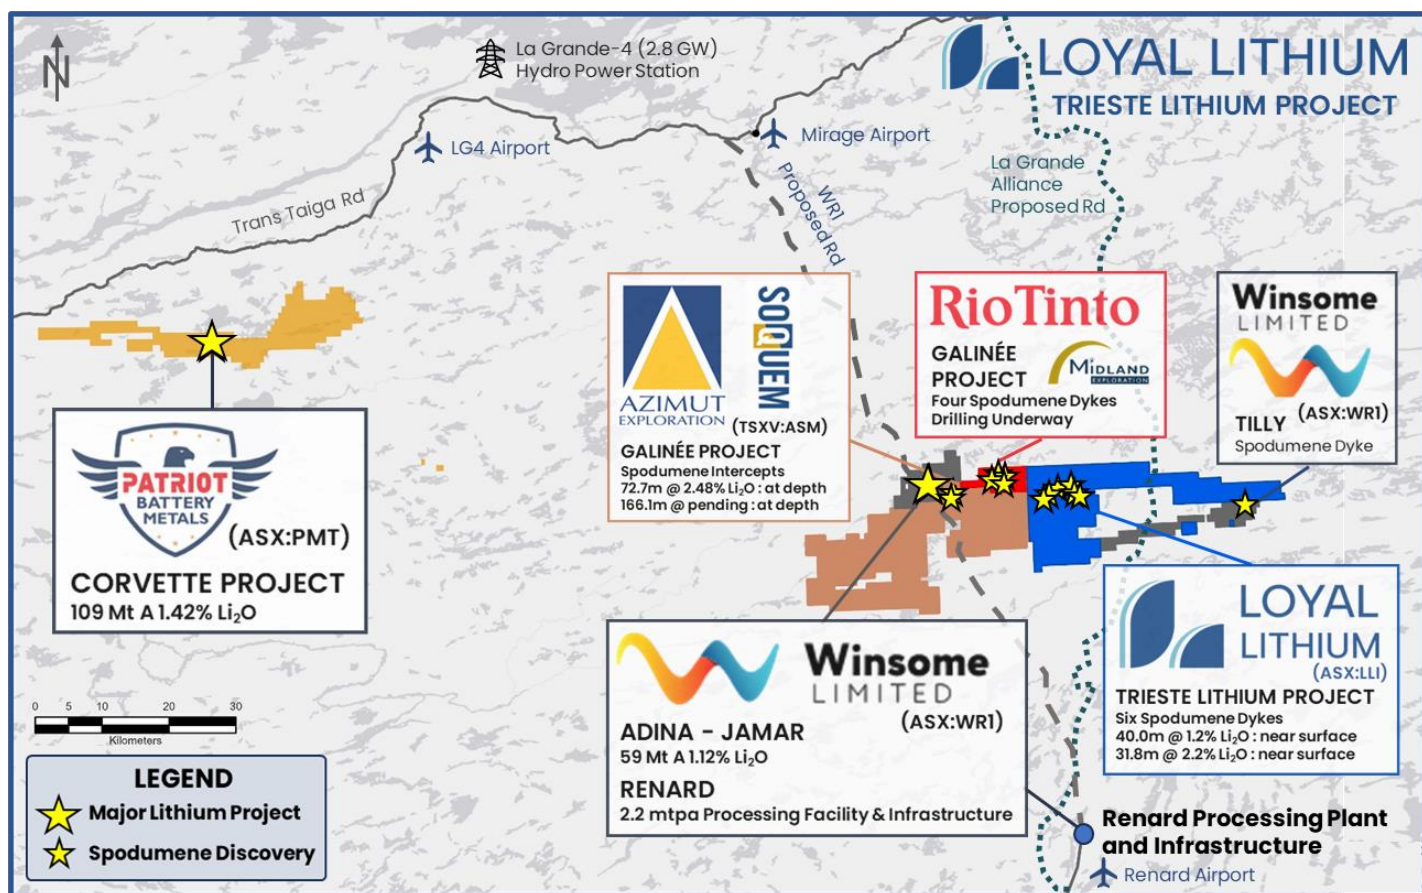 N
La Grande-4 (2.8 GW)
Hydro Power Station
LOYAL LITHIUM
TRIESTE LITHIUM PROJECT
LG4 Airport
Mirage Airport
Trans Taiga Rd
WR1
Proposed Rd
La Grande
Alliance
Proposed Rd
PATRIOT
BATTERY
METALS
(ASX:PMT)
CORVETTE PROJECT
109 Mt A 1.42% Li₂O
AZIMUT
EXPLORATION
SOQUEM
(TSXV:ASM)
GALINÉE PROJECT
Spodumene Intercepts
72.7m @ 2.48% Li₂O : at depth
166.1m @ pending : at depth
RioTinto
GALINÉE
PROJECT
MIDLAND
EXPLORATION
Four Spodumene Dykes
Drilling Underway
Winsome
LIMITED
TILLY
(ASX:WR1)
Spodumene Dyke
Winsome
LIMITED
(ASX:WR1)
ADINA - JAMAR
59 Mt A 1.12% Li₂O
RENARD
2.2 mtpa Processing Facility & Infrastructure
LOYAL
LITHIUM
(ASX:LLI)
TRIESTE LITHIUM PROJECT
Six Spodumene Dykes
40.0m @ 1.2% Li₂O : near surface
31.8m @ 2.2% Li₂O : near surface
Renard Processing Plant
and Infrastructure
Renard Airport
0 5 10 20 30
Kilometers
LEGEND
Major Lithium Project
Spodumene Discovery